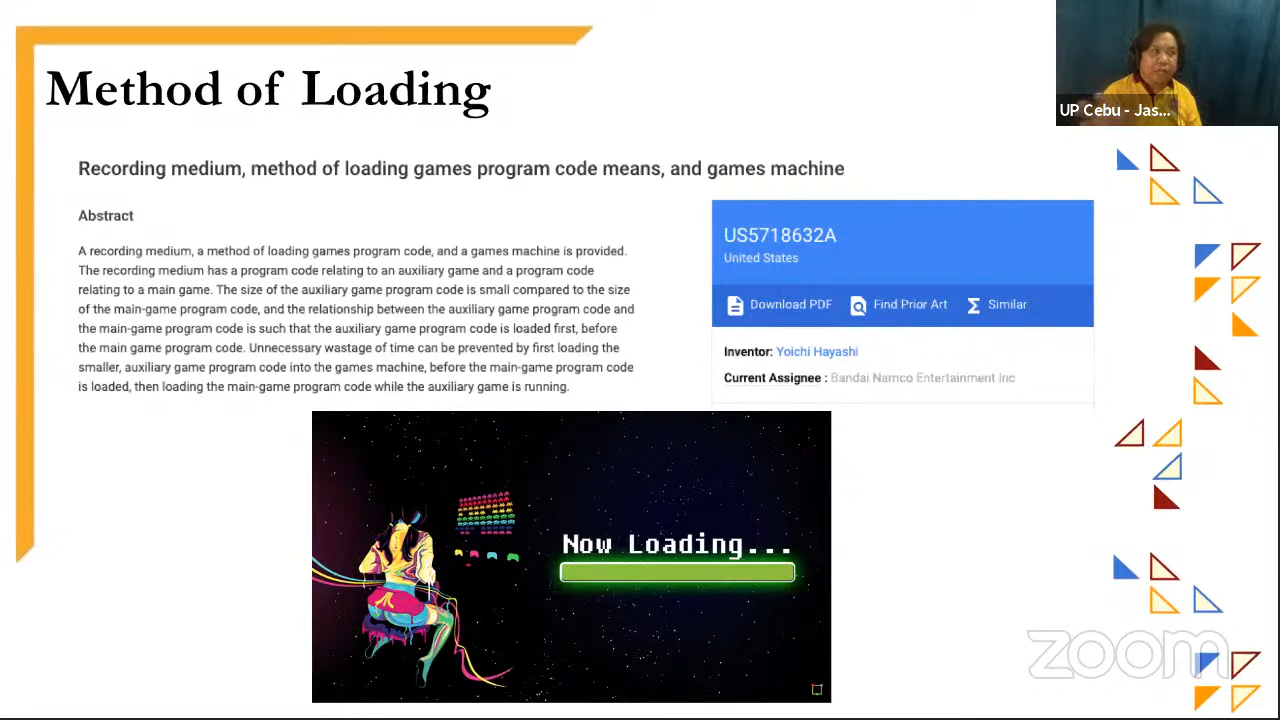 Method of Loading
UP Cebu - Jas...
Recording medium, method of loading games program code means, and games machine
Abstract
A recording medium, a method of loading games program code, and a games machine is provided.
The recording medium has a program code relating to an auxiliary game and a program code
relating to a main game. The size of the auxiliary game program code is small compared to the size
of the main-game program code, and the relationship between the auxiliary game program code and
the main-game program code is such that the auxiliary game program code is loaded first, before
the main game program code. Unnecessary wastage of time can be prevented by first loading the
smaller, auxiliary game program code into the games machine, before the main-game program code
is loaded, then loading the main-game program code while the auxiliary game is running.
US5718632A
United States
Download PDF Find Prior Art Similar
Inventor: Yoichi Hayashi
Current Assignee : Bandai Namco Entertainment Inc
Now Loading...
zoom